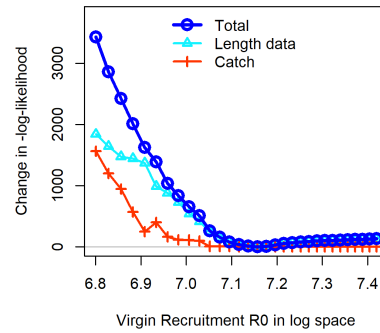 Total
Length data
Catch
Change in -log-likelihood
3000
2000
1000
0
6.8 6.9 7.0 7.1 7.2 7.3 7.4
Virgin Recruitment R0 in log space